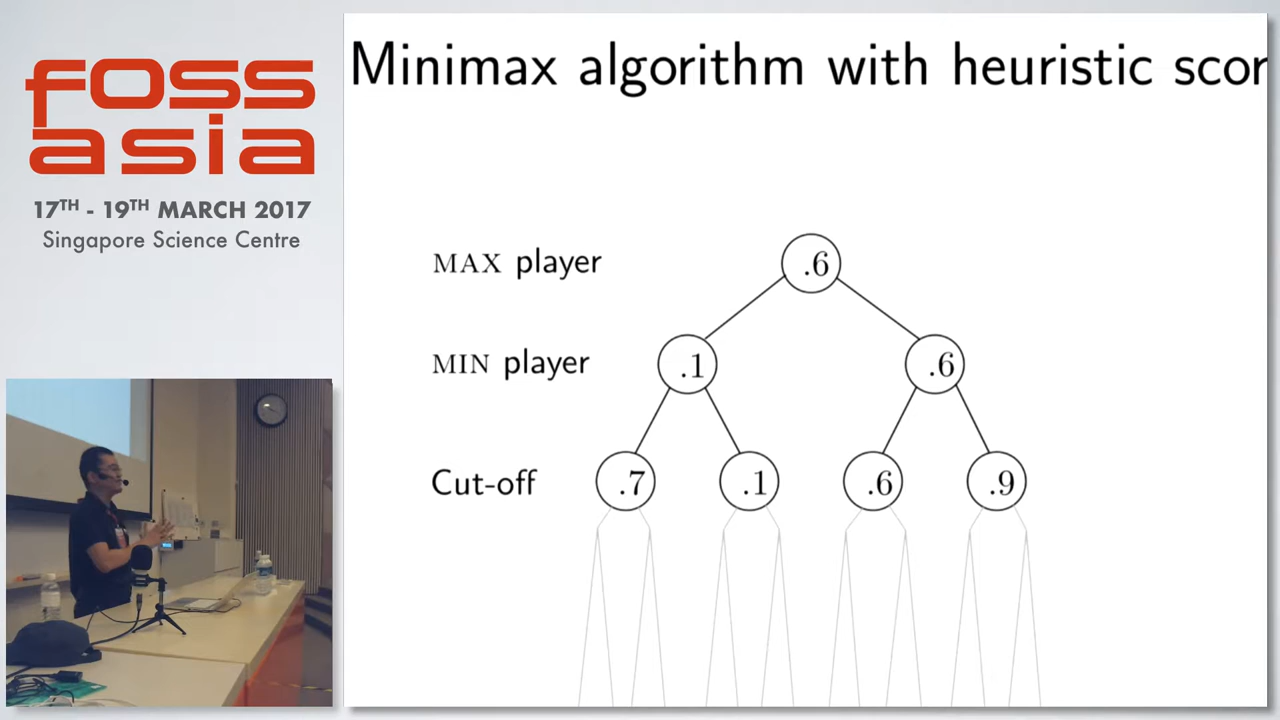 foss
asia
17TH - 19TH MARCH 2017
Singapore Science Centre
Minimax algorithm with heuristic scor
MAX player
.6
MIN player
.1
.6
Cut-off
.7
.1
.6
.9